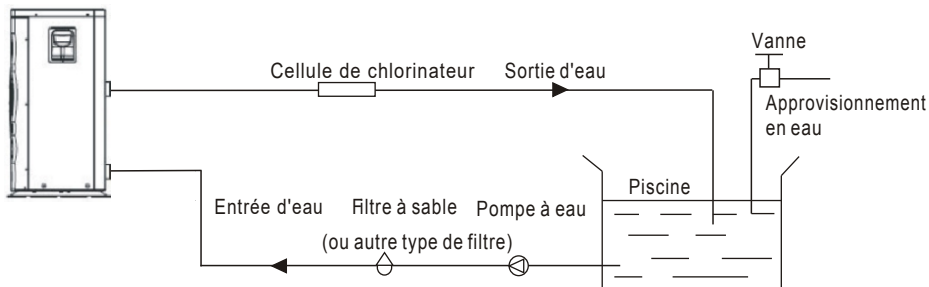 Vanne
Cellule de chlorinateur
Sortie d'eau
Approvisionnement
en eau
Piscine
Entrée d'eau
Filtre à sable
(ou autre type de filtre)
Pompe à eau